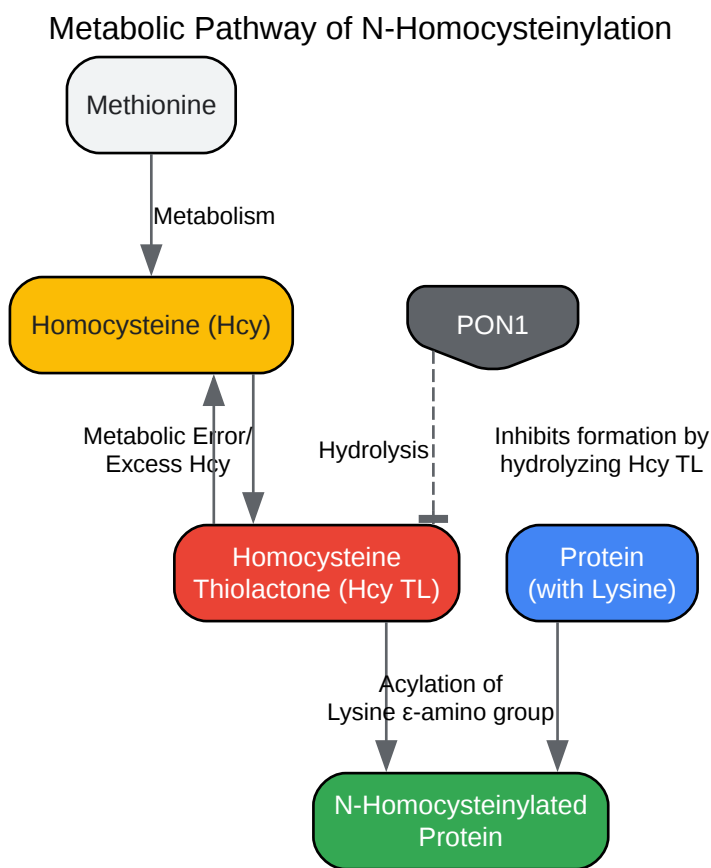 Metabolic Pathway of N-Homocysteinylation
Methionine
Metabolism
Homocysteine (Hcy)
PON1
Metabolic Error/
Excess Hcy
Hydrolysis
Inhibits formation by
hydrolyzing Hcy TL
Homocysteine
Thiolactone (Hcy TL)
Protein
(with Lysine)
Acylation of
Lysine ε-amino group
N-Homocysteinylated
Protein